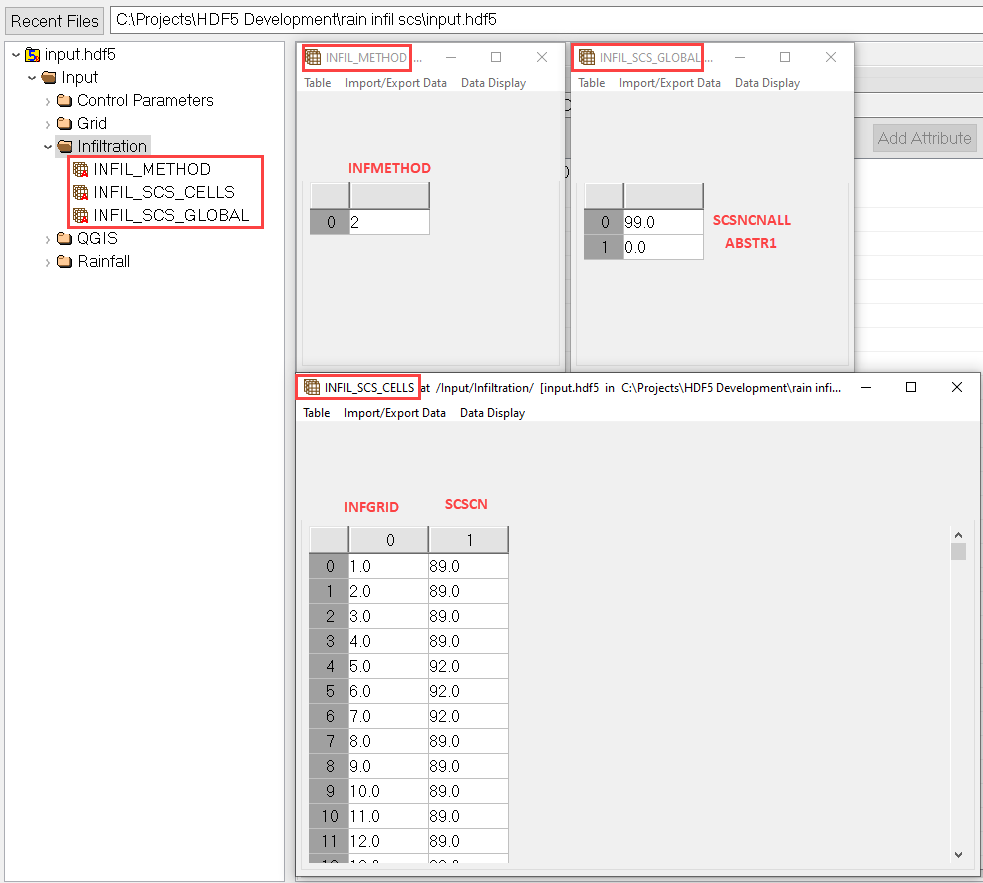 Recent Files C:\Projects\HDF5 Development\rain infil scs\input.hdf5
input.hdf5
Input
Control Parameters
Grid
Infiltration
INFIL_METHOD
INFIL_SCS_CELLS
INFIL_SCS_GLOBAL
QGIS
Rainfall
INFIL_METHOD ...
Table Import/Export Data Data Display
INFMETHOD
0 2
INFIL_SCS_GLOBAL ...
Table Import/Export Data Data Display
0 99.0 SCSNCNALL
1 0.0 ABSTR1
Add Attribute
INFIL_SCS_CELLS at /Input/Infiltration/ [input.hdf5 in C:\Projects\HDF5 Development\rain infi...
Table Import/Export Data Data Display
INFGRID SCSCN
0 1
0 1.0 89.0
1 2.0 89.0
2 3.0 89.0
3 4.0 89.0
4 5.0 92.0
5 6.0 92.0
6 7.0 92.0
7 8.0 89.0
8 9.0 89.0
9 10.0 89.0
10 11.0 89.0
11 12.0 89.0